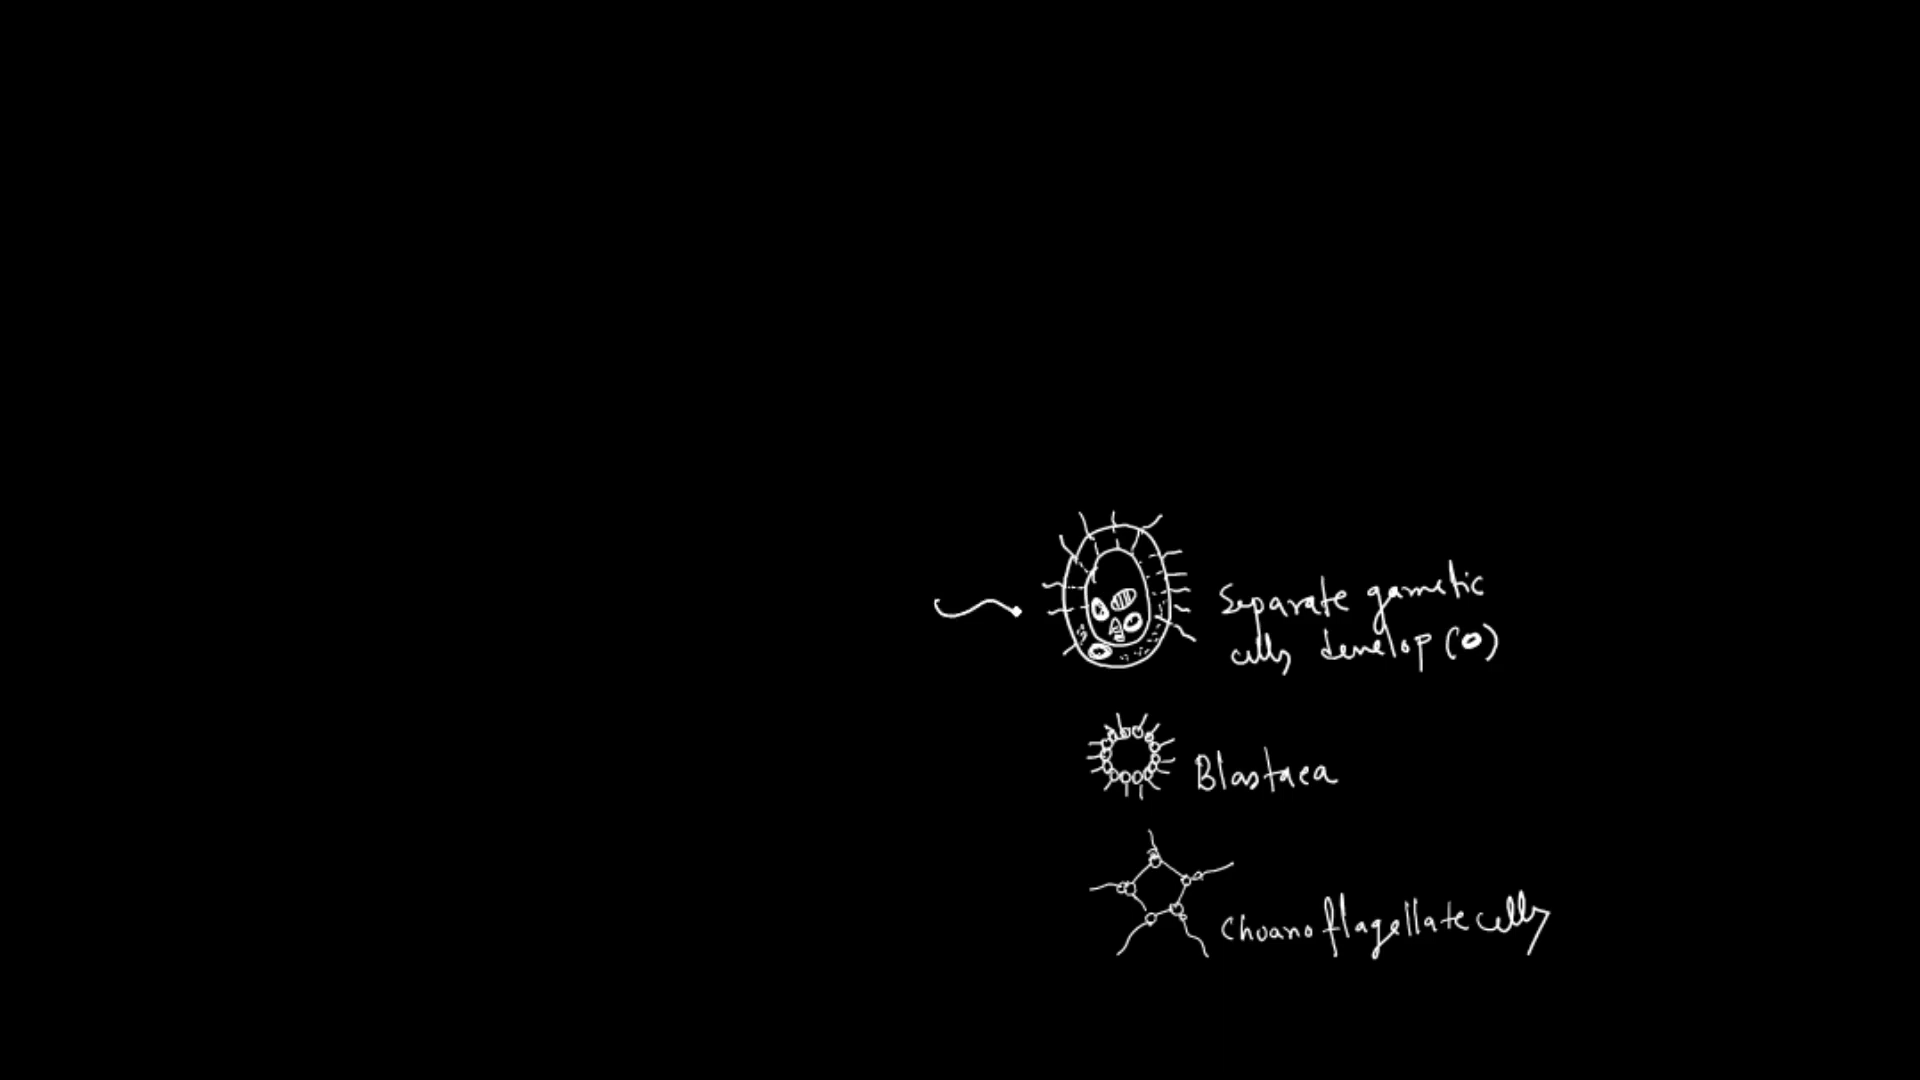 Separate gametic
cells develop (O)
Blastaea
Choanoflagellate cells